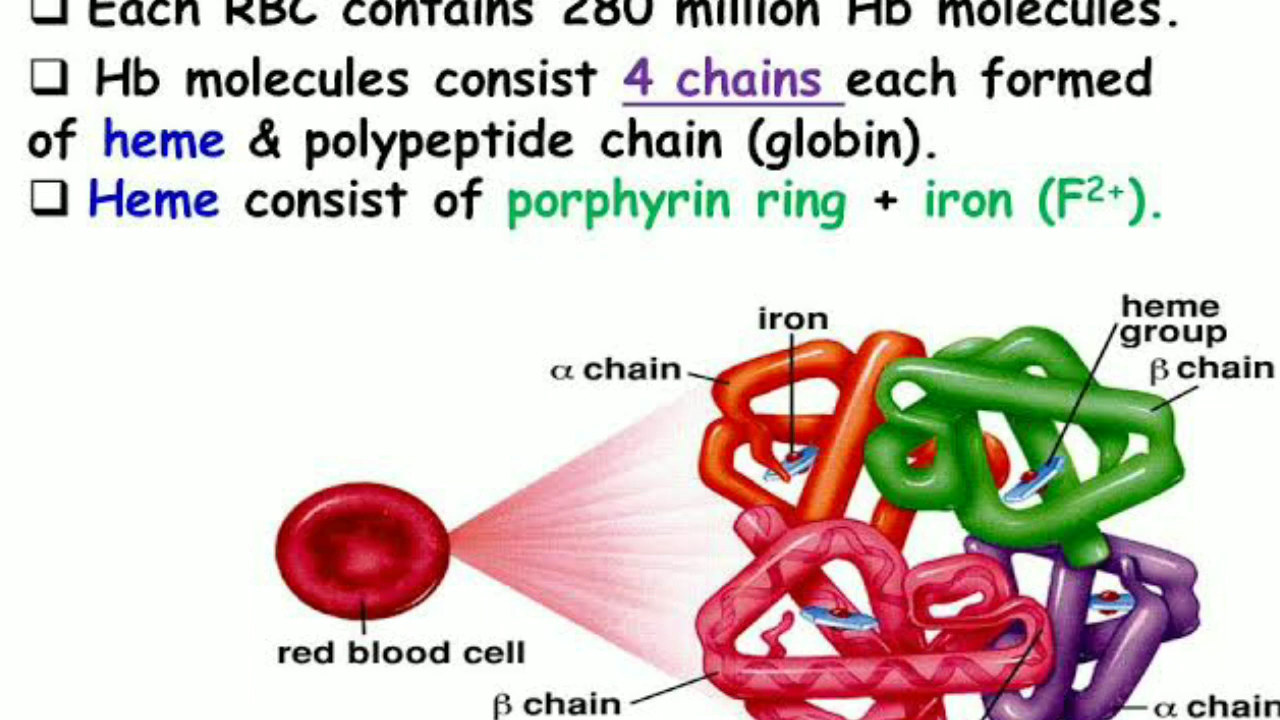 ❑ Each RBC contains 280 million Hb molecules.
❑ Hb molecules consist 4 chains each formed
of heme & polypeptide chain (globin).
❑ Heme consist of porphyrin ring + iron (F²⁺).
heme
group
iron
α chain
β chain
red blood cell
β chain
α chain